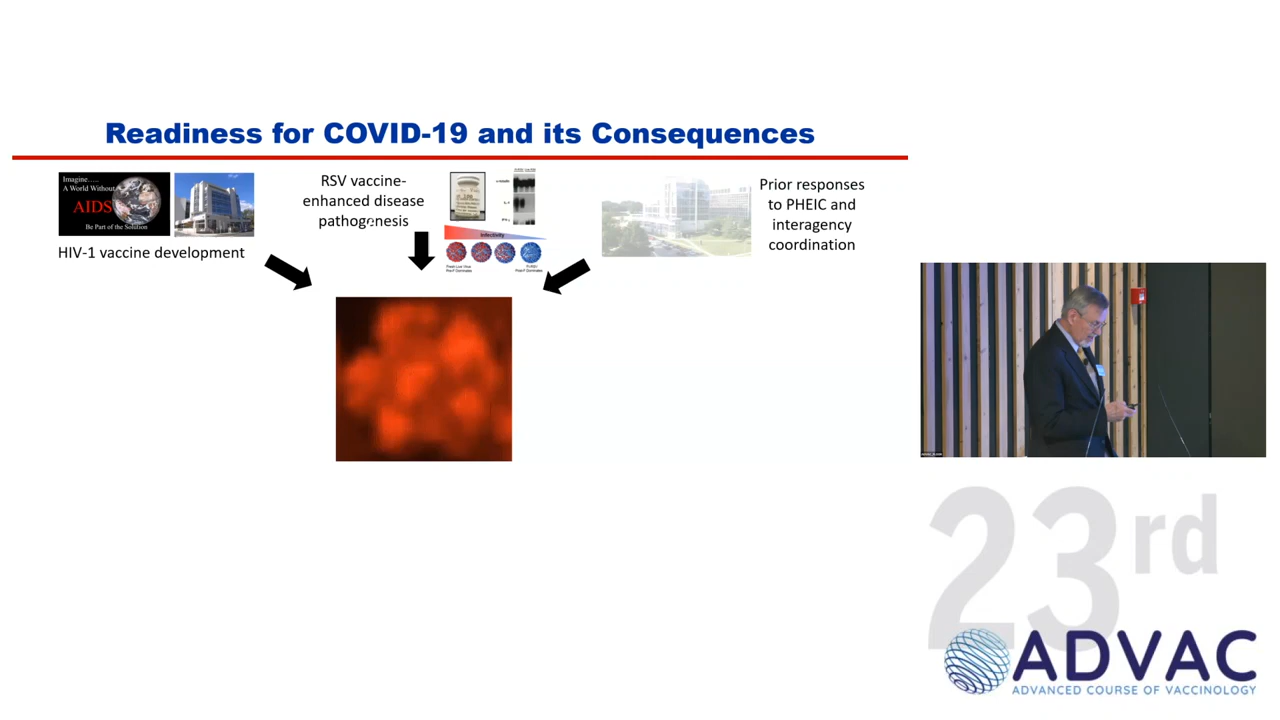 Readiness for COVID-19 and its Consequences
Imagine.....
A World Without
AIDS
Be Part of the Solution
HIV-1 vaccine development
RSV vaccine-
enhanced disease
pathogenesis
Infectivity
Prior responses
to PHEIC and
interagency
coordination
23rd
ADVAC
ADVANCED COURSE OF VACCINOLOGY